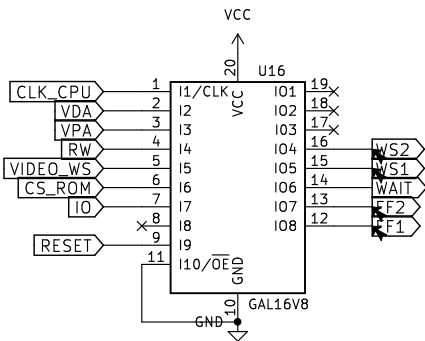 VCC
U16
20
VCC
CLK_CPU 1 I1/CLK IO1 19
VDA 2 I2 IO2 18
VPA 3 I3 IO3 17
RW 4 I4 IO4 16 WS2
VIDEO_WS 5 I5 IO5 15 WS1
CS_ROM 6 I6 IO6 14 WAIT
IO 7 I7 IO7 13 FF2
8 I8 IO8 12 FF1
RESET 9 I9
11 I10/OE
GND
10
GND
GAL16V8